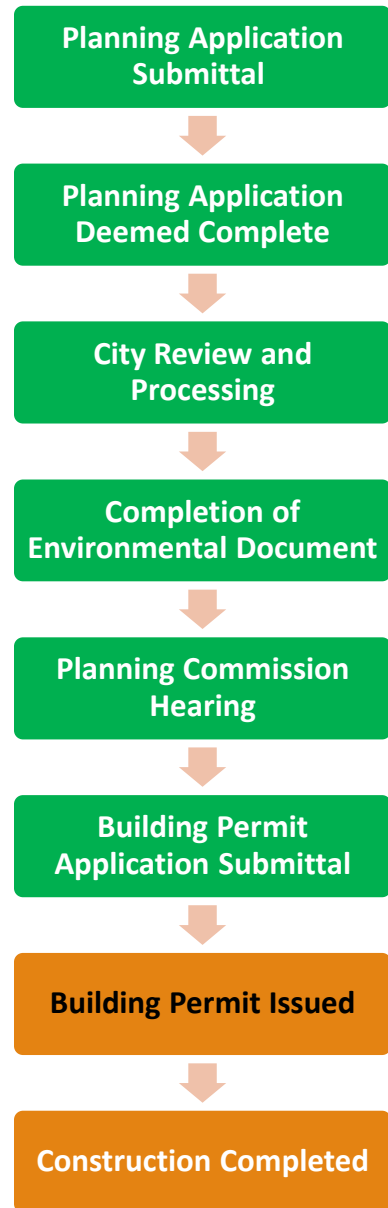 Planning Application
Submittal
Planning Application
Deemed Complete
City Review and
Processing
Completion of
Environmental Document
Planning Commission
Hearing
Building Permit
Application Submittal
Building Permit Issued
Construction Completed